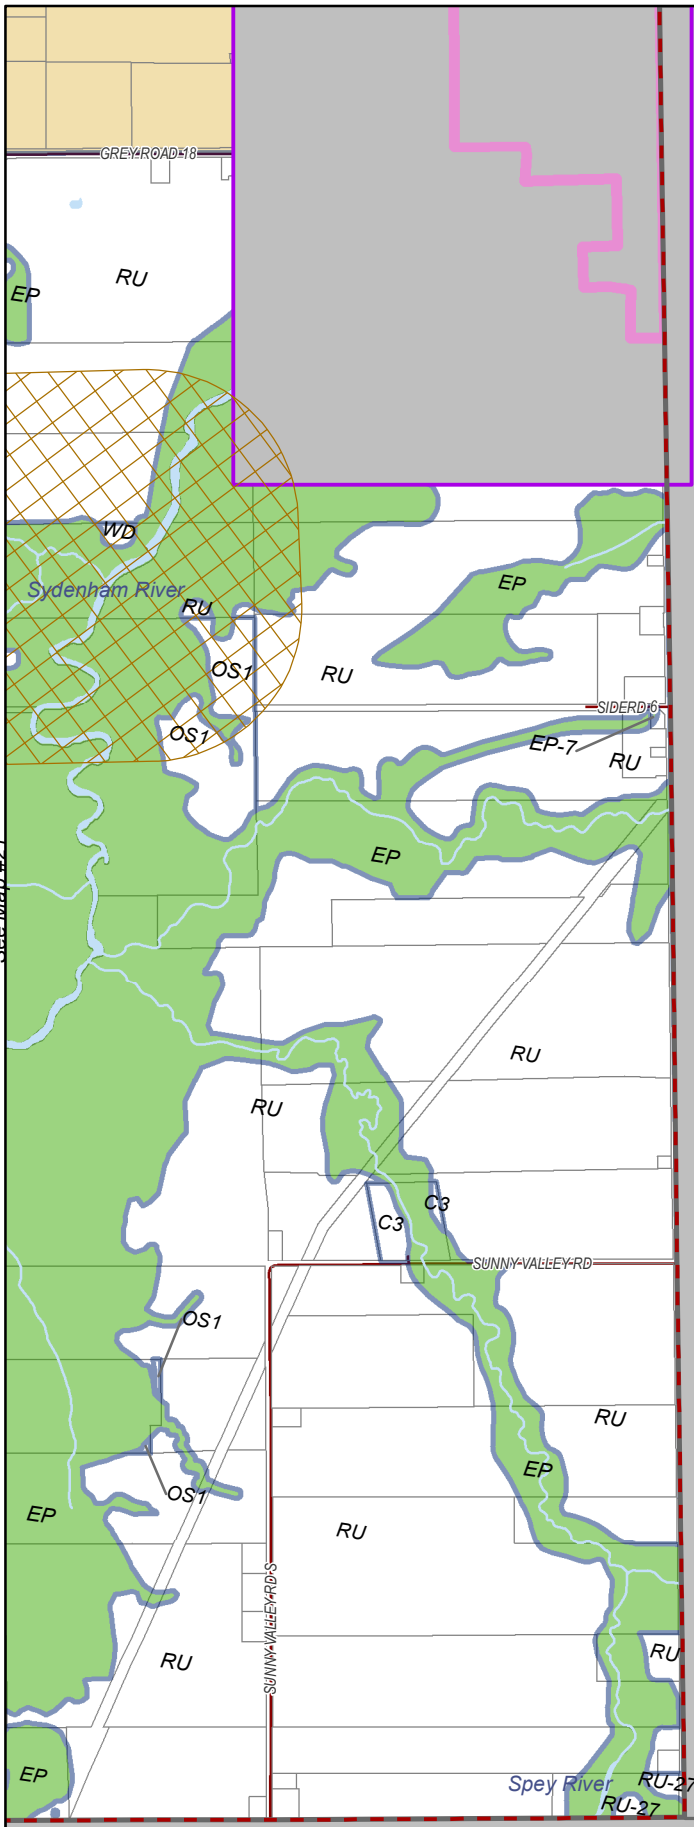 GREY ROAD 18
RU
EP
WD
Sydenham River
EP
RU
OS1
RU
SIDERD 6
OS1
EP-7
RU
EP
RU
RU
C3
C3
SUNNY VALLEY RD
OS1
RU
EP
OS1
EP
RU
SUNNY VALLEY RD S
RU
RU
EP
Spey River
RU-27
RU-27